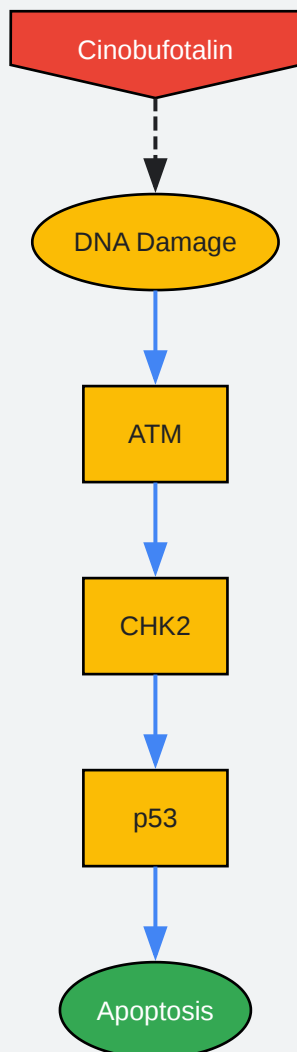 Cinobufotalin
DNA Damage
ATM
CHK2
p53
Apoptosis